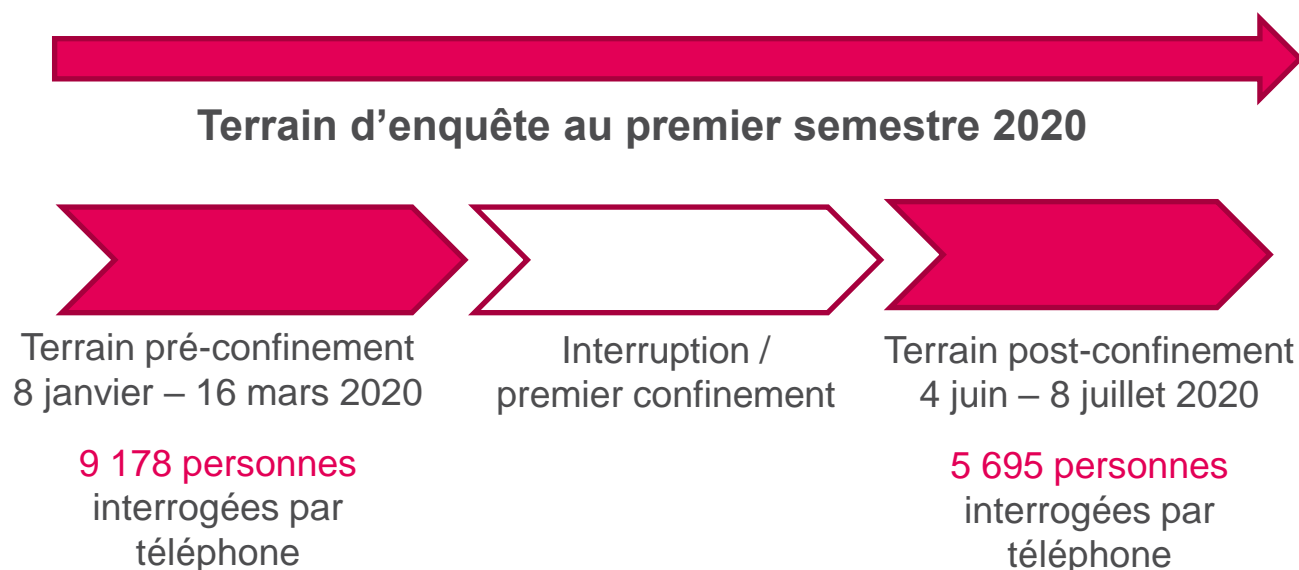 Terrain d’enquête au premier semestre 2020
Terrain pré-confinement
8 janvier – 16 mars 2020
9 178 personnes
interrogées par
téléphone
Interruption /
premier confinement
Terrain post-confinement
4 juin – 8 juillet 2020
5 695 personnes
interrogées par
téléphone